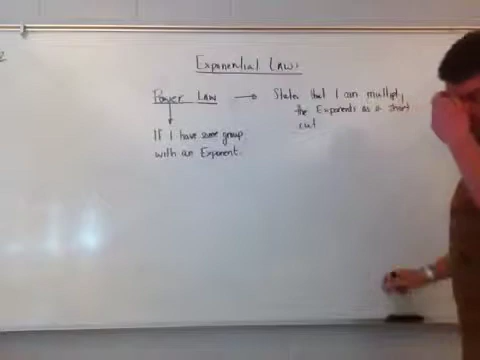 Exponential Laws
Power Law → States that I can multiply
the Exponents as a short
cut
If I have some group
with an Exponent.